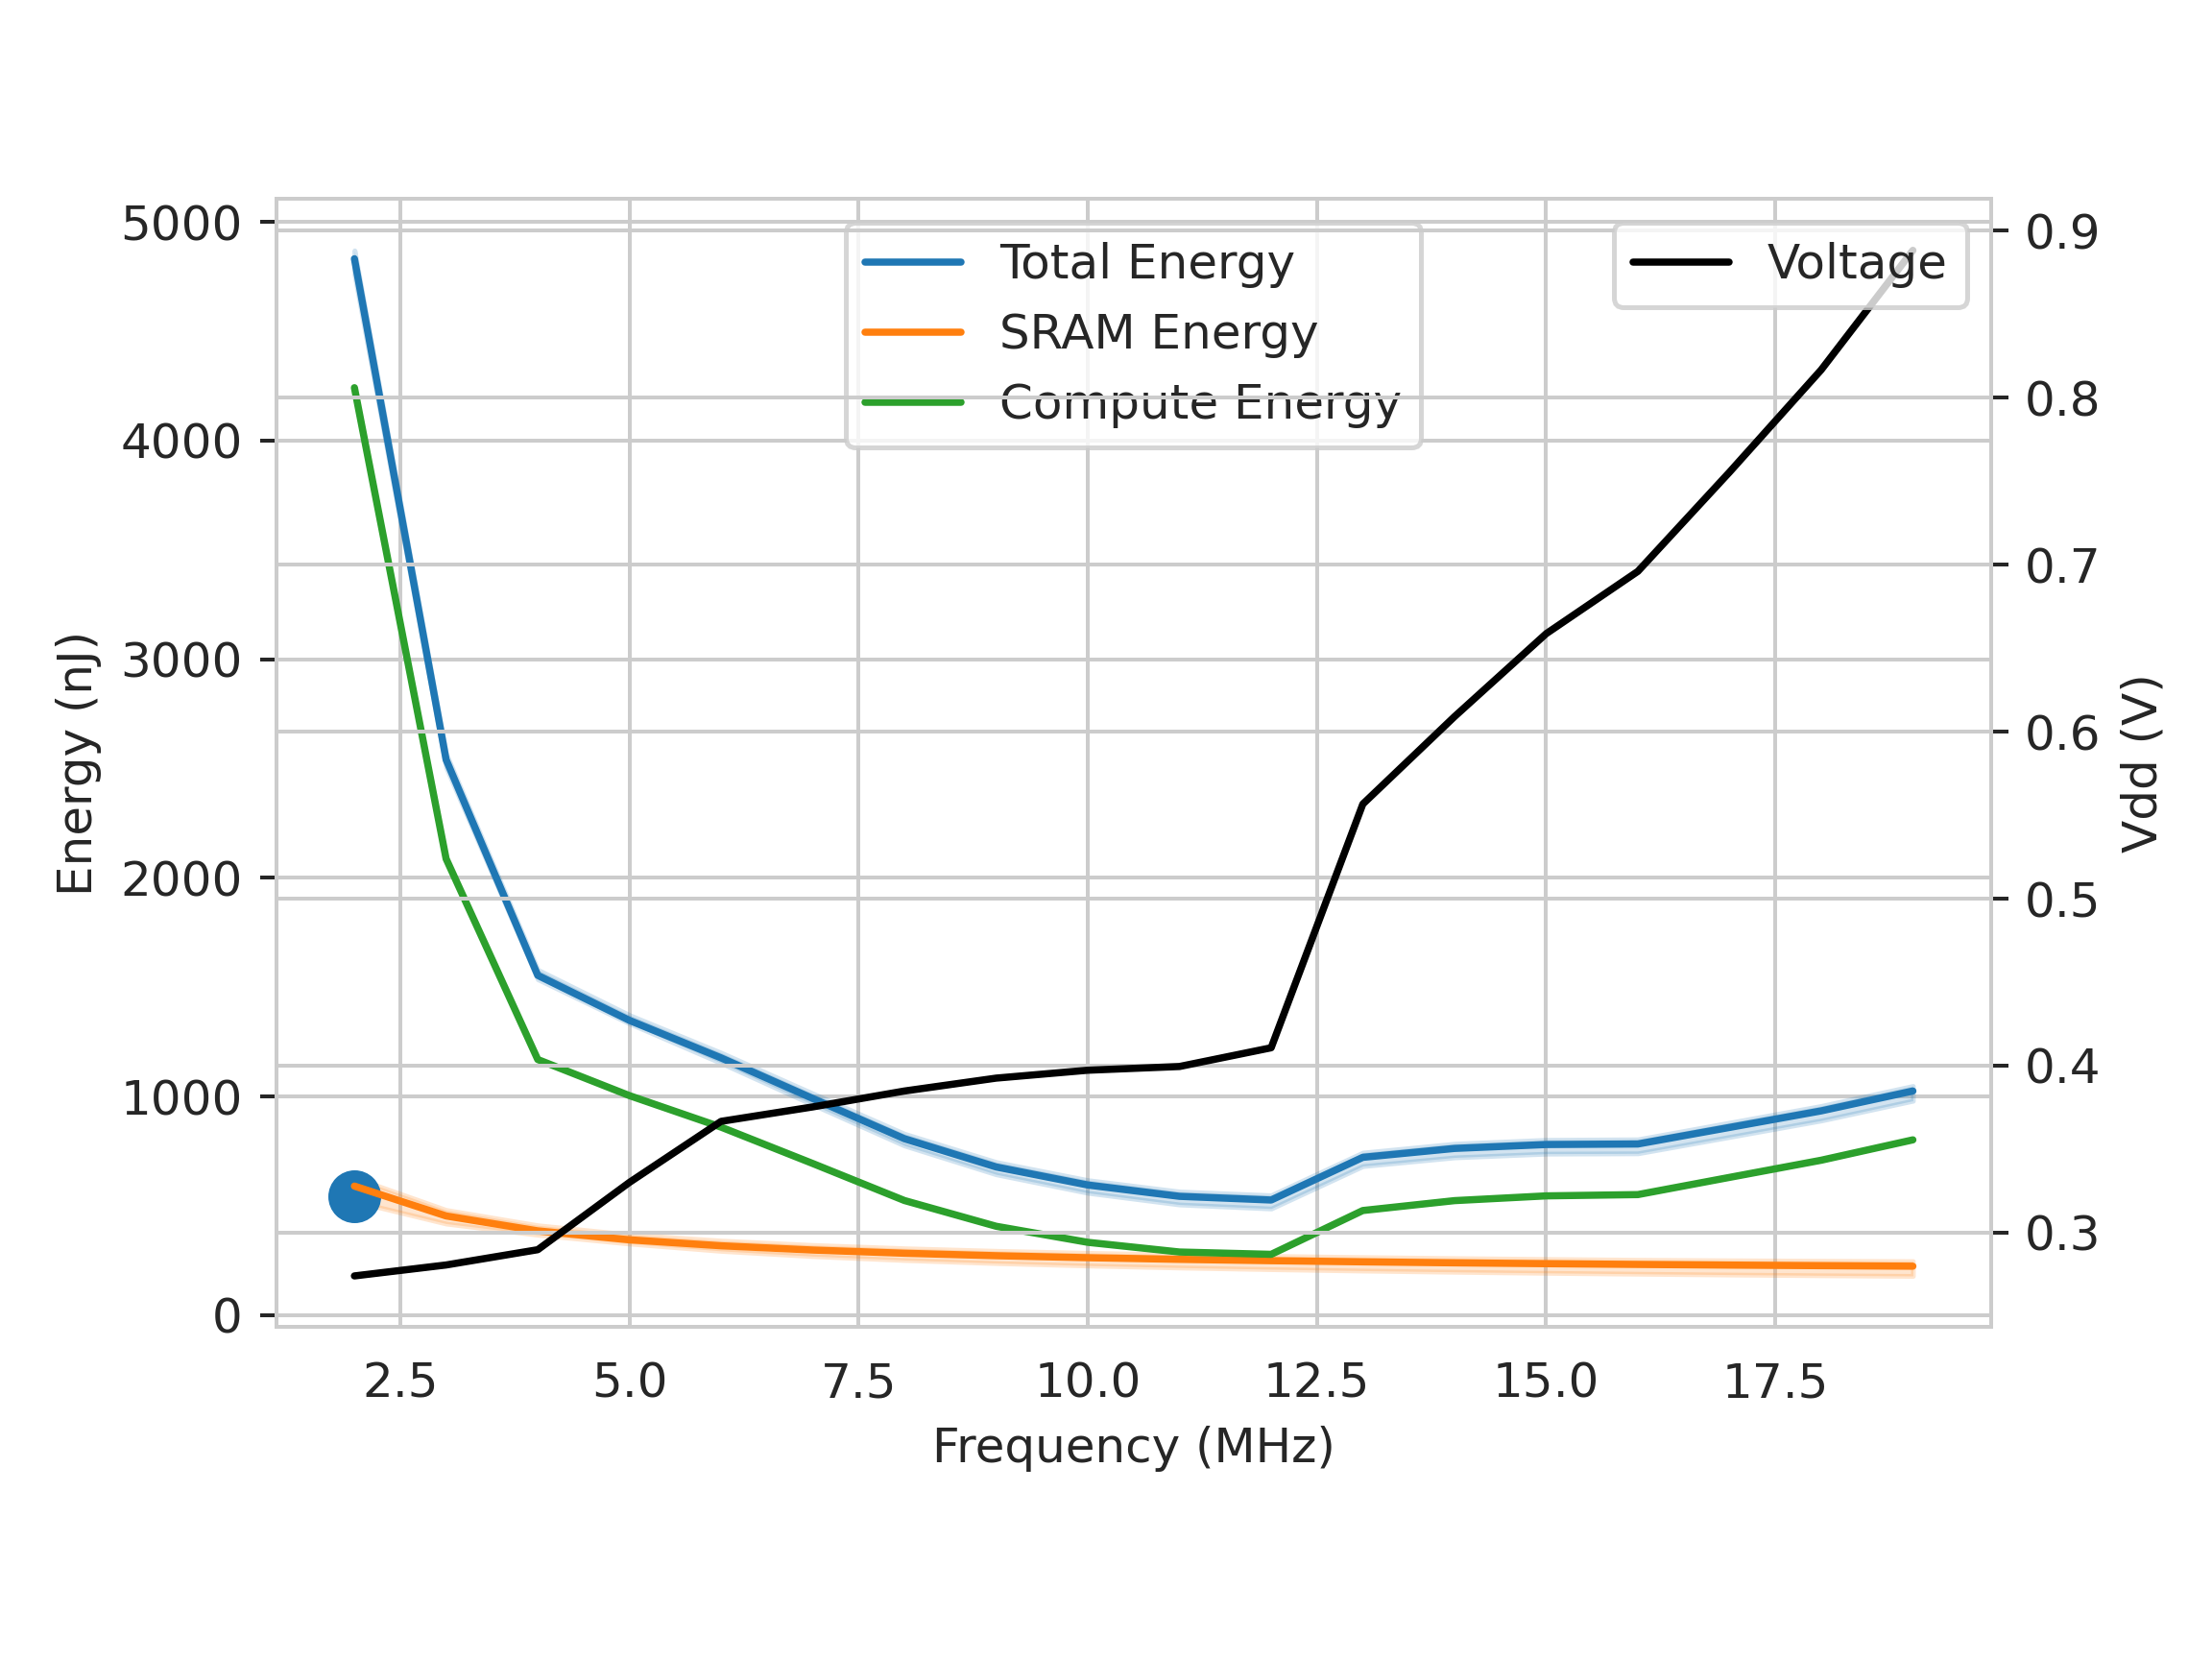 Total Energy
SRAM Energy
Compute Energy
Voltage
5000
4000
3000
2000
1000
0
Energy (nJ)
0.9
0.8
0.7
0.6
0.5
0.4
0.3
Vdd (V)
2.5
5.0
7.5
10.0
12.5
15.0
17.5
Frequency (MHz)